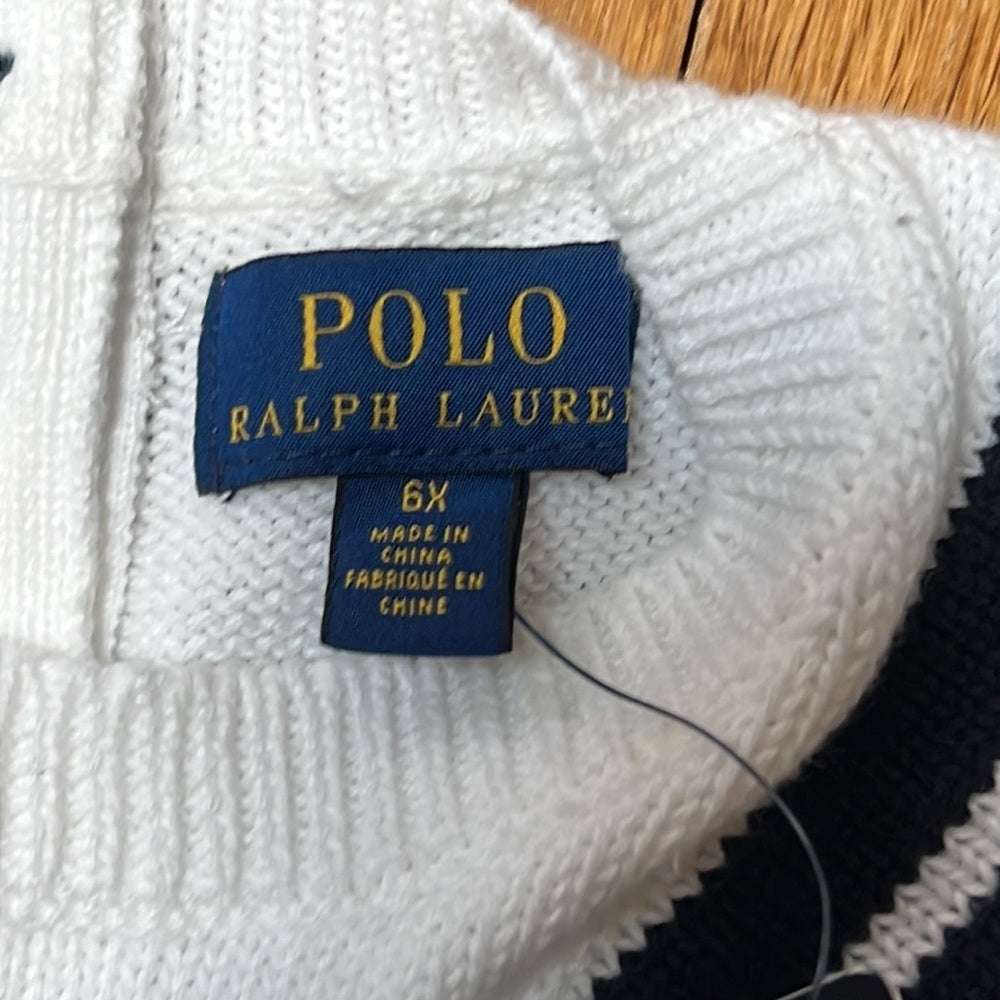 POLO
RALPH LAUREN
6X
MADE IN
CHINA
FABRIQUÉ EN
CHINE